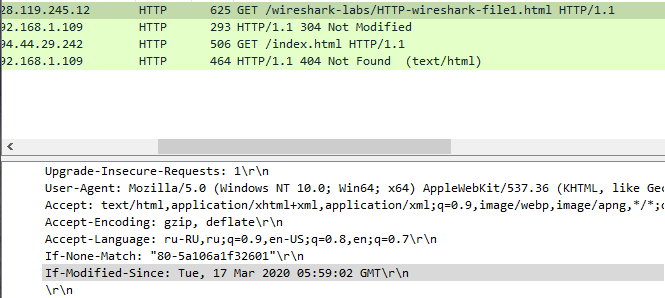 28.119.245.12 HTTP 625 GET /wireshark-labs/HTTP-wireshark-file1.html HTTP/1.1
92.168.1.109 HTTP 293 HTTP/1.1 304 Not Modified
94.44.29.242 HTTP 506 GET /index.html HTTP/1.1
92.168.1.109 HTTP 464 HTTP/1.1 404 Not Found (text/html)
Upgrade-Insecure-Requests: 1\r\n
User-Agent: Mozilla/5.0 (Windows NT 10.0; Win64; x64) AppleWebKit/537.36 (KHTML, like Gec
Accept: text/html,application/xhtml+xml,application/xml;q=0.9,image/webp,image/apng,*/*;q
Accept-Encoding: gzip, deflate\r\n
Accept-Language: ru-RU,ru;q=0.9,en-US;q=0.8,en;q=0.7\r\n
If-None-Match: "80-5a106a1f32601"\r\n
If-Modified-Since: Tue, 17 Mar 2020 05:59:02 GMT\r\n
\r\n